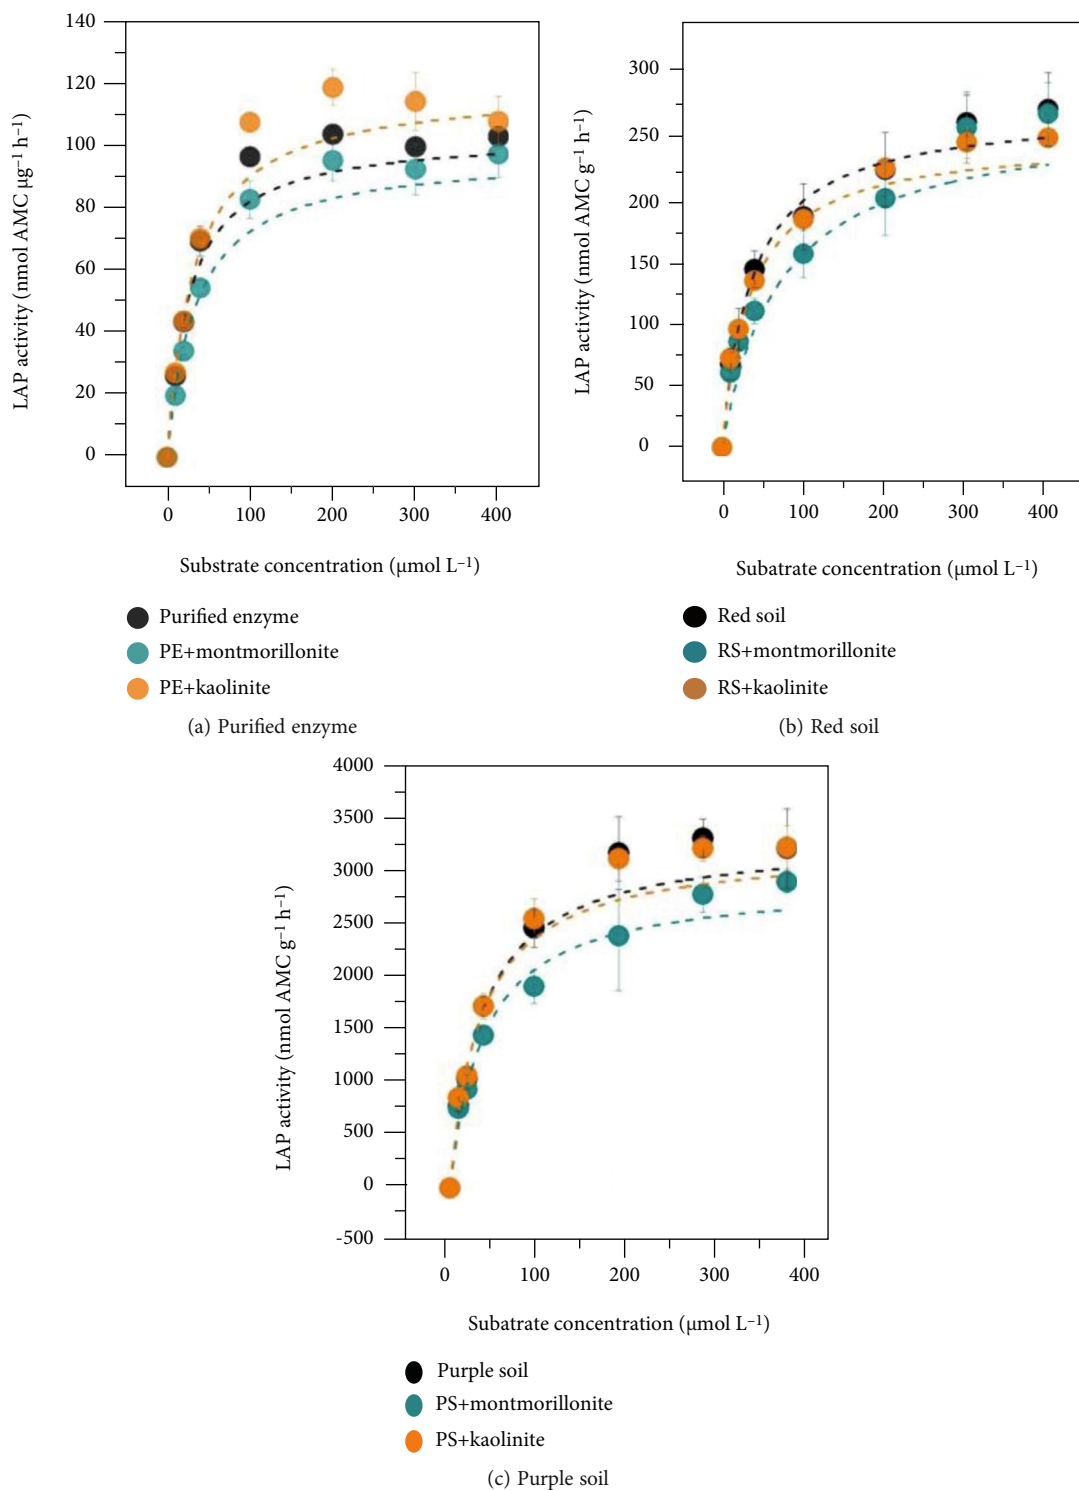 140
120
100
80
60
40
20
0
LAP activity (nmol AMC μg⁻¹ h⁻¹)
0 100 200 300 400
Substrate concentration (μmol L⁻¹)
Purified enzyme
PE+montmorillonite
PE+kaolinite
(a) Purified enzyme
300
250
200
150
100
50
0
LAP activity (nmol AMC g⁻¹ h⁻¹)
0 100 200 300 400
Subatrate concentration (μmol L⁻¹)
Red soil
RS+montmorillonite
RS+kaolinite
(b) Red soil
4000
3500
3000
2500
2000
1500
1000
500
0
-500
LAP activity (nmol AMC g⁻¹ h⁻¹)
0 100 200 300 400
Subatrate concentration (μmol L⁻¹)
Purple soil
PS+montmorillonite
PS+kaolinite
(c) Purple soil